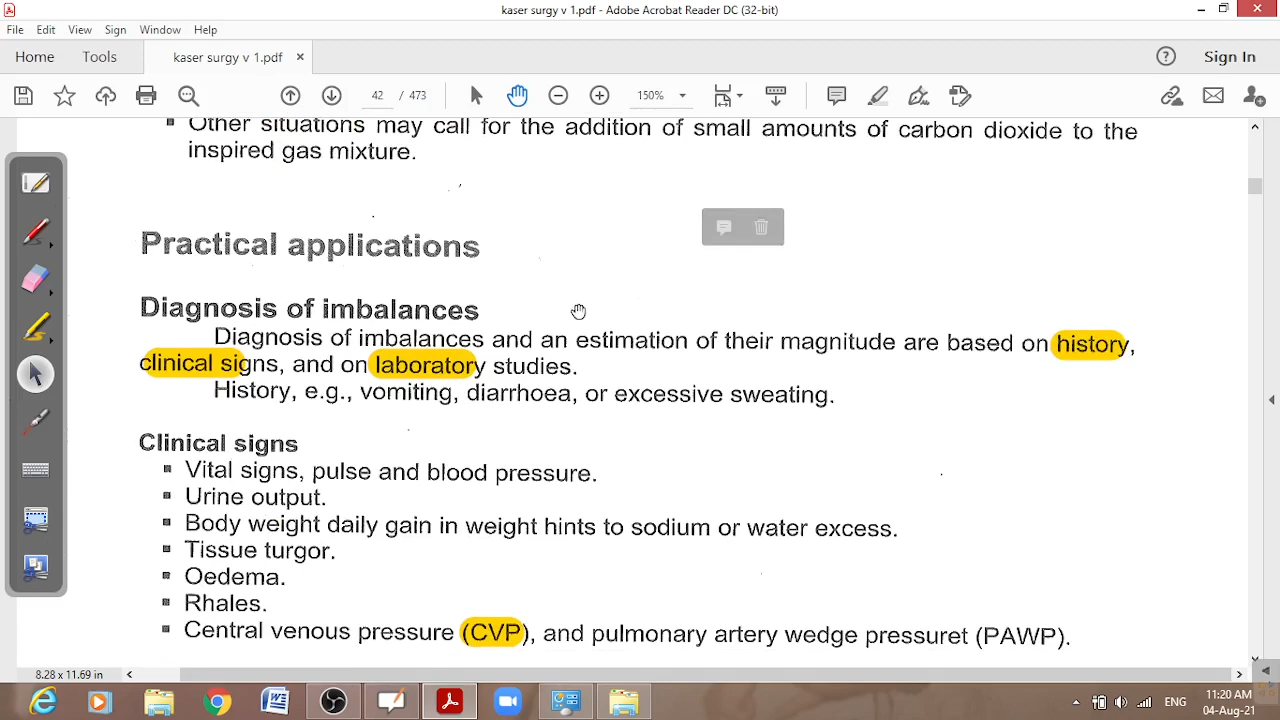 kaser surgy v 1.pdf - Adobe Acrobat Reader DC (32-bit)
File Edit View Sign Window Help
Home Tools kaser surgy v 1.pdf × Sign In
42 / 473 150%
▪ Other situations may call for the addition of small amounts of carbon dioxide to the
inspired gas mixture.
Practical applications
Diagnosis of imbalances
Diagnosis of imbalances and an estimation of their magnitude are based on history,
clinical signs, and on laboratory studies.
History, e.g., vomiting, diarrhoea, or excessive sweating.
Clinical signs
▪ Vital signs, pulse and blood pressure.
▪ Urine output.
▪ Body weight daily gain in weight hints to sodium or water excess.
▪ Tissue turgor.
▪ Oedema.
▪ Rhales.
▪ Central venous pressure (CVP), and pulmonary artery wedge pressuret (PAWP).
8.28 x 11.69 in
ENG 11:20 AM
04-Aug-21